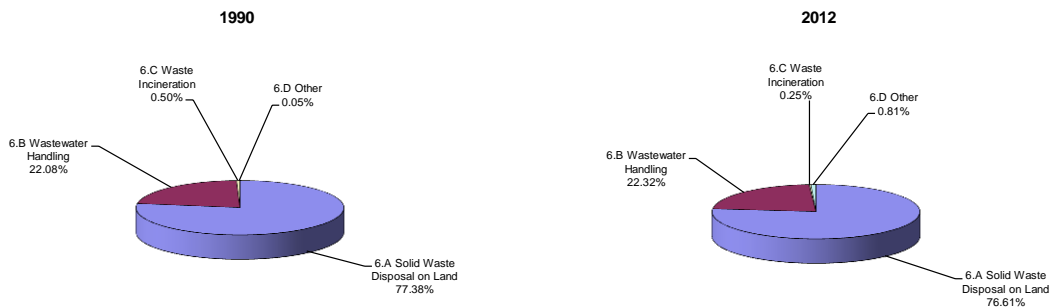 1990
6.C Waste
Incineration
0.50%
6.D Other
0.05%
6.B Wastewater
Handling
22.08%
6.A Solid Waste
Disposal on Land
77.38%
2012
6.C Waste
Incineration
0.25%
6.D Other
0.81%
6.B Wastewater
Handling
22.32%
6.A Solid Waste
Disposal on Land
76.61%